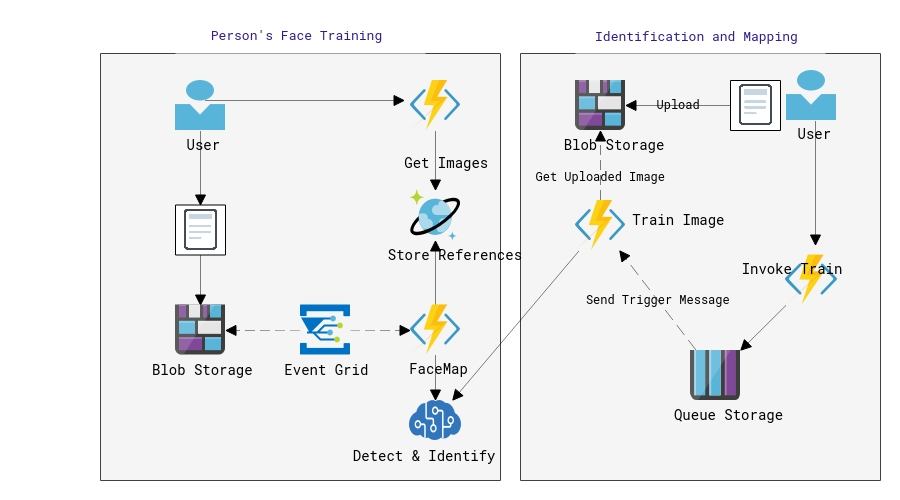 Person's Face Training
User
Get Images
Store References
Blob Storage
Event Grid
FaceMap
Detect & Identify
Identification and Mapping
Upload
Blob Storage
User
Get Uploaded Image
Train Image
Invoke Train
Send Trigger Message
Queue Storage